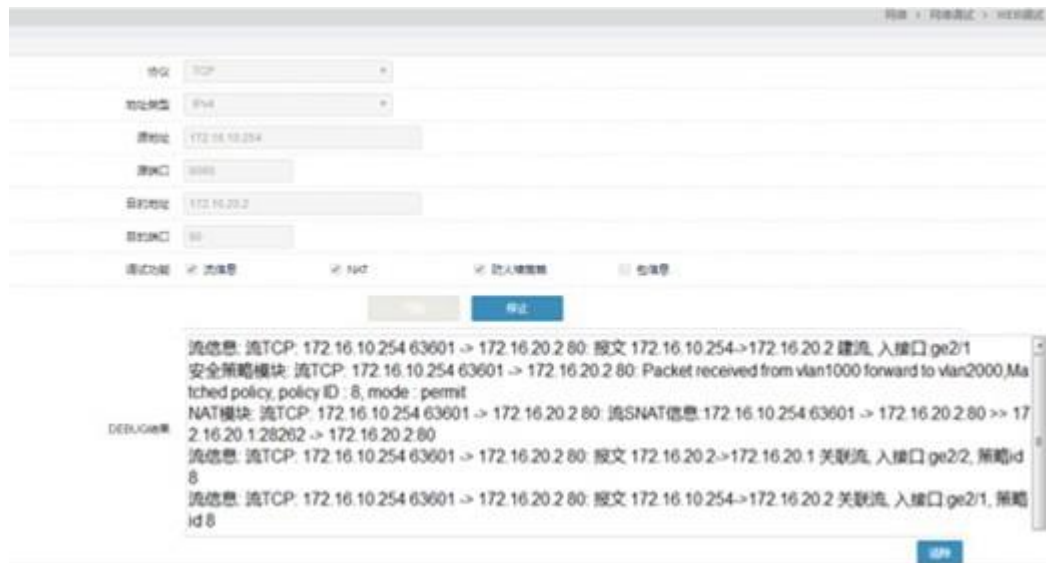 网络 > 网络调试 > WEB调试
协议 TCP
地址类型 IPv4
源地址 172.16.10.254
源端口
目的地址 172.16.20.2
目的端口 80
调试功能 流信息 NAT 防火墙策略 包信息
停止
流信息: 流TCP: 172.16.10.254 63601 -> 172.16.20.2 80: 报文 172.16.10.254->172.16.20.2 建流, 入接口 ge2/1
安全策略模块: 流TCP: 172.16.10.254 63601 -> 172.16.20.2 80: Packet received from vlan1000 forward to vlan2000,Ma
tched policy, policy ID : 8, mode : permit
DEBUG结果
NAT模块: 流TCP: 172.16.10.254 63601 -> 172.16.20.2 80: 流SNAT信息:172.16.10.254:63601 -> 172.16.20.2:80 >> 17
2.16.20.1:28262 -> 172.16.20.2:80
流信息: 流TCP: 172.16.10.254 63601 -> 172.16.20.2 80: 报文 172.16.20.2->172.16.20.1 关联流, 入接口 ge2/2, 策略id
8
流信息: 流TCP: 172.16.10.254 63601 -> 172.16.20.2 80: 报文 172.16.10.254->172.16.20.2 关联流, 入接口 ge2/1, 策略
id 8
清除